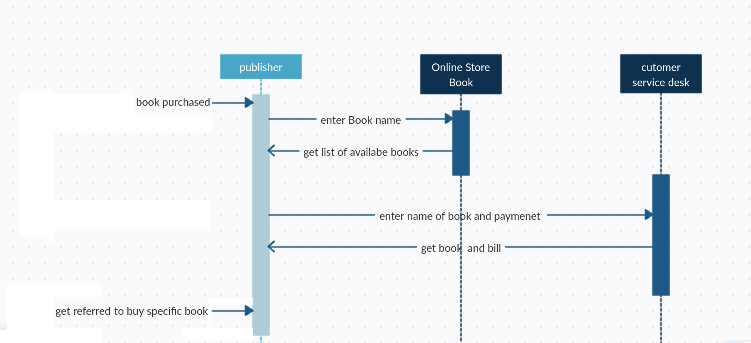 publisher
Online Store
Book
cutomer
service desk
book purchased
enter Book name
get list of availabe books
enter name of book and paymenet
get book and bill
get referred to buy specific book